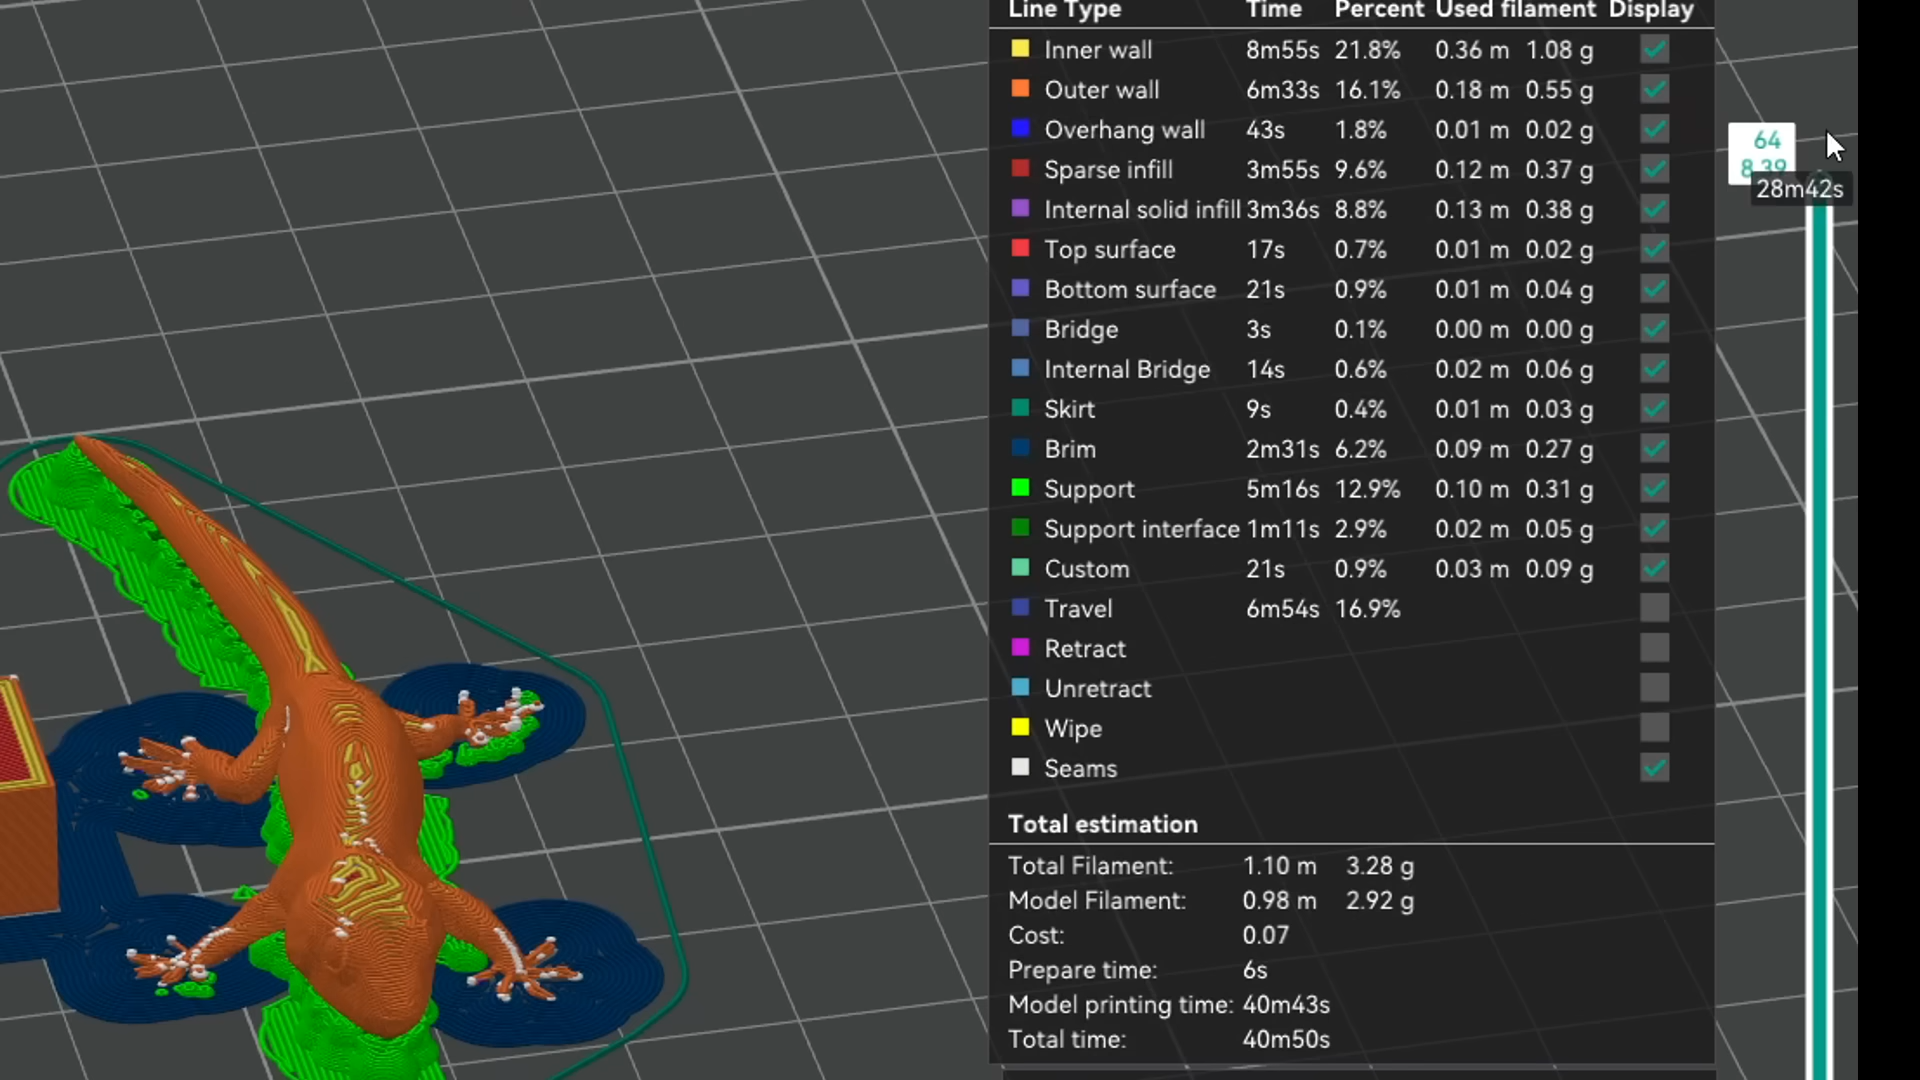 Line Type Time Percent Used filament Display
Inner wall 8m55s 21.8% 0.36 m 1.08 g
Outer wall 6m33s 16.1% 0.18 m 0.55 g
Overhang wall 43s 1.8% 0.01 m 0.02 g
Sparse infill 3m55s 9.6% 0.12 m 0.37 g
Internal solid infill 3m36s 8.8% 0.13 m 0.38 g
Top surface 17s 0.7% 0.01 m 0.02 g
Bottom surface 21s 0.9% 0.01 m 0.04 g
Bridge 3s 0.1% 0.00 m 0.00 g
Internal Bridge 14s 0.6% 0.02 m 0.06 g
Skirt 9s 0.4% 0.01 m 0.03 g
Brim 2m31s 6.2% 0.09 m 0.27 g
Support 5m16s 12.9% 0.10 m 0.31 g
Support interface 1m11s 2.9% 0.02 m 0.05 g
Custom 21s 0.9% 0.03 m 0.09 g
Travel 6m54s 16.9%
Retract
Unretract
Wipe
Seams
Total estimation
Total Filament: 1.10 m 3.28 g
Model Filament: 0.98 m 2.92 g
Cost: 0.07
Prepare time: 6s
Model printing time: 40m43s
Total time: 40m50s
64
8.39
28m42s